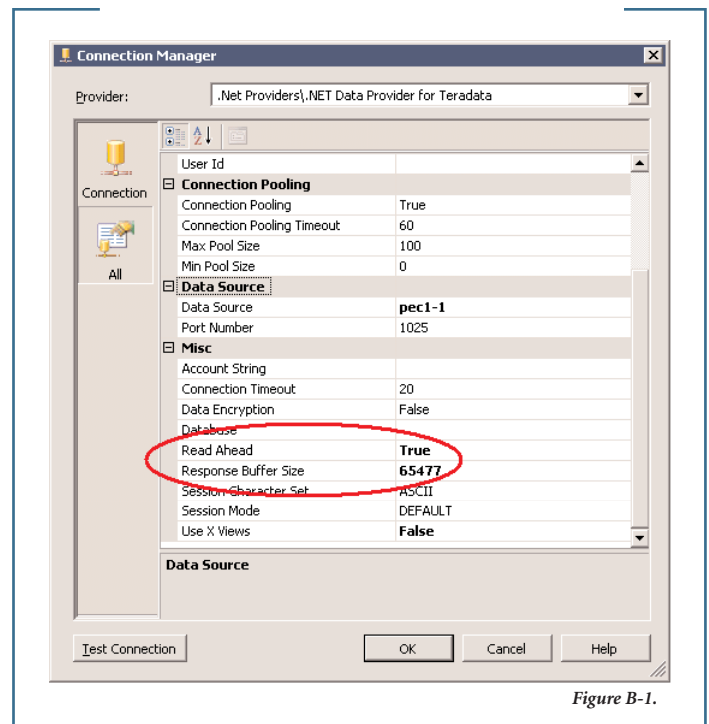 Connection Manager
Provider: .Net Providers\.NET Data Provider for Teradata
Connection
All
User Id
Connection Pooling
Connection Pooling True
Connection Pooling Timeout 60
Max Pool Size 100
Min Pool Size 0
Data Source
Data Source pec1-1
Port Number 1025
Misc
Account String
Connection Timeout 20
Data Encryption False
Database
Read Ahead True
Response Buffer Size 65477
Session Character Set ASCII
Session Mode DEFAULT
Use X Views False
Data Source
Test Connection OK Cancel Help
Figure B-1.